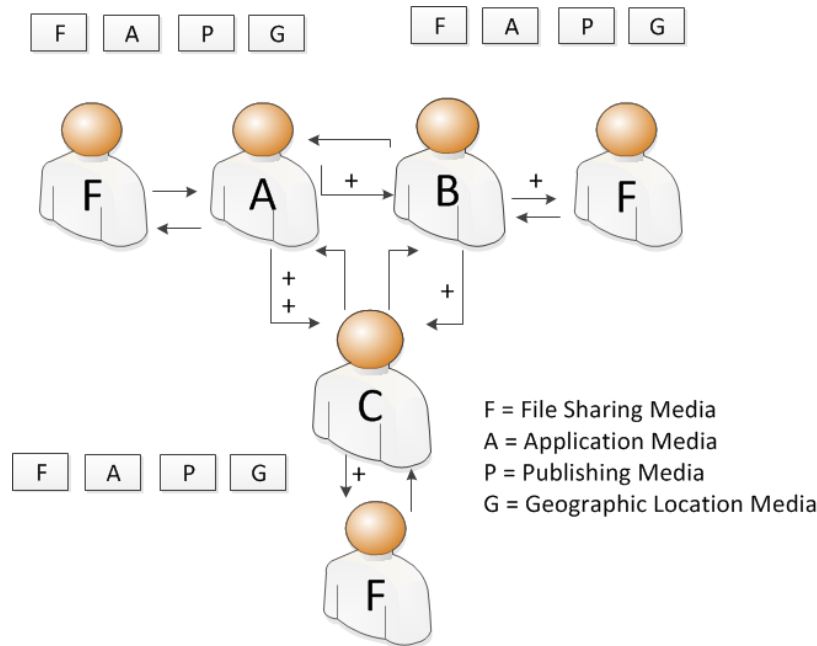 F A P G
F A P G
F
A
+
B
+
F
+
+
+
C
F = File Sharing Media
A = Application Media
P = Publishing Media
G = Geographic Location Media
F A P G
+
F